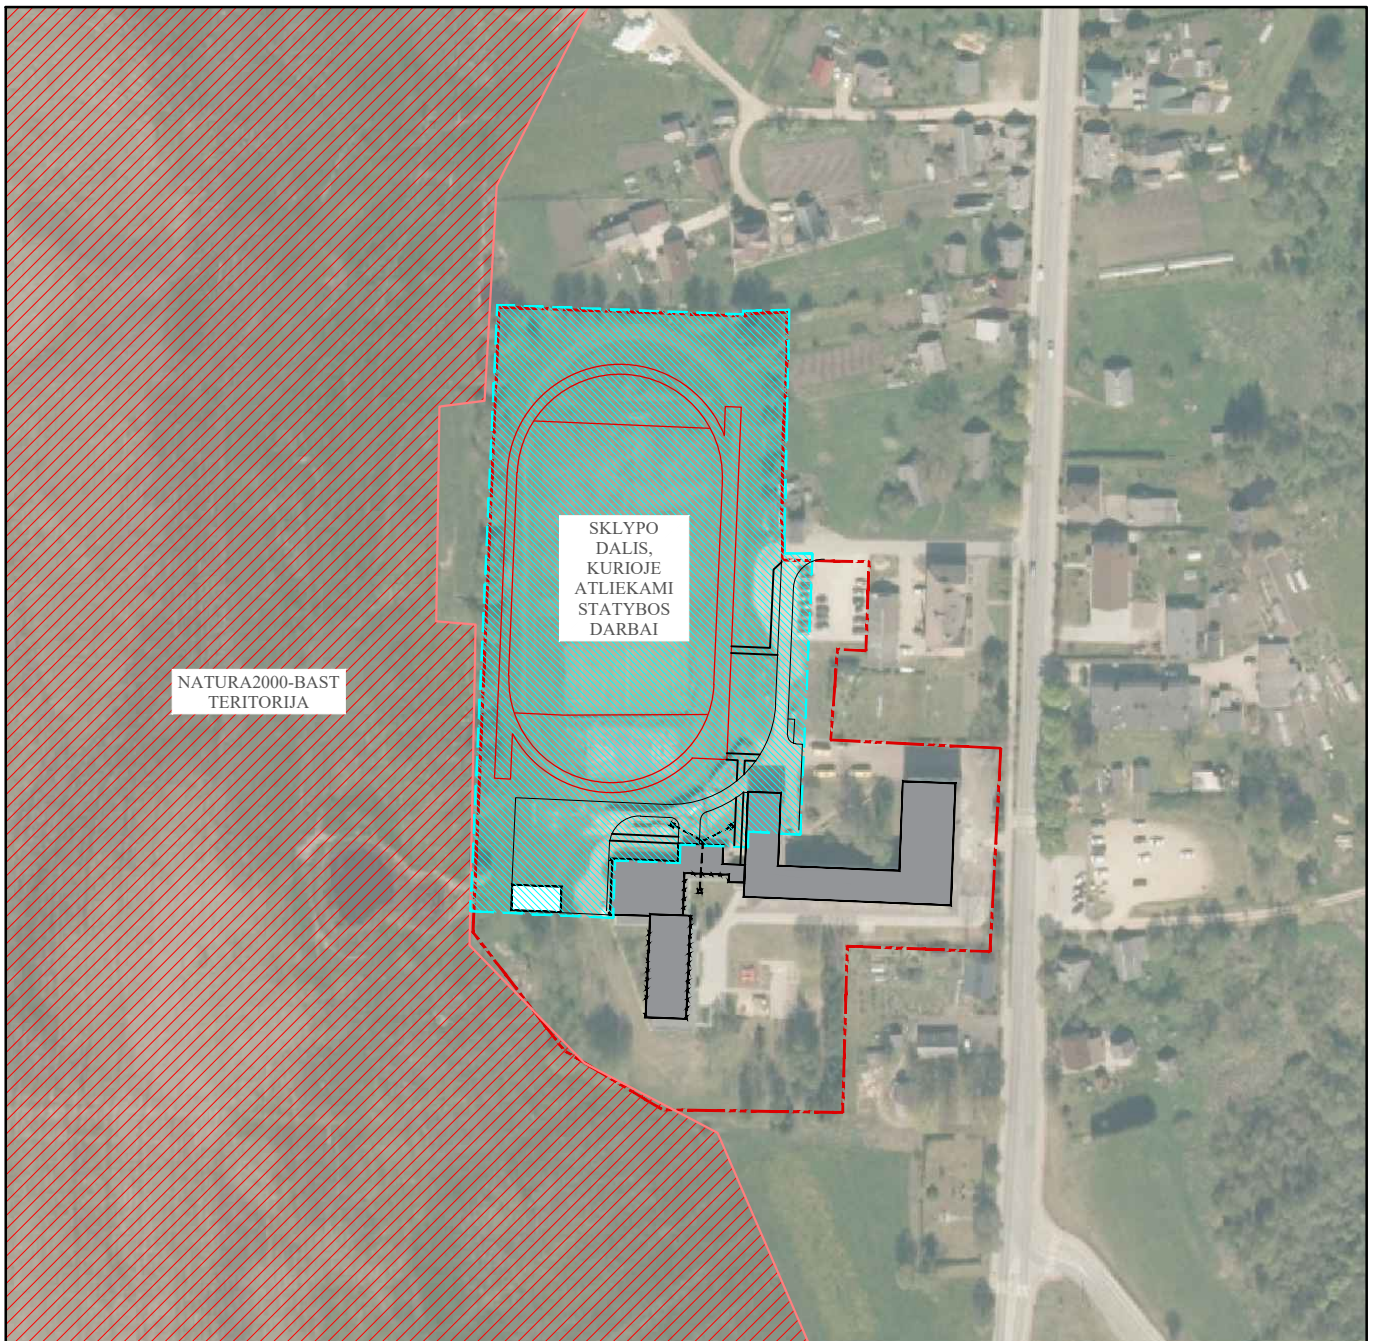 SKLYPO
DALIS,
KURIOJE
ATLIEKAMI
STATYBOS
DARBAI
NATURA2000-BAST
TERITORIJA